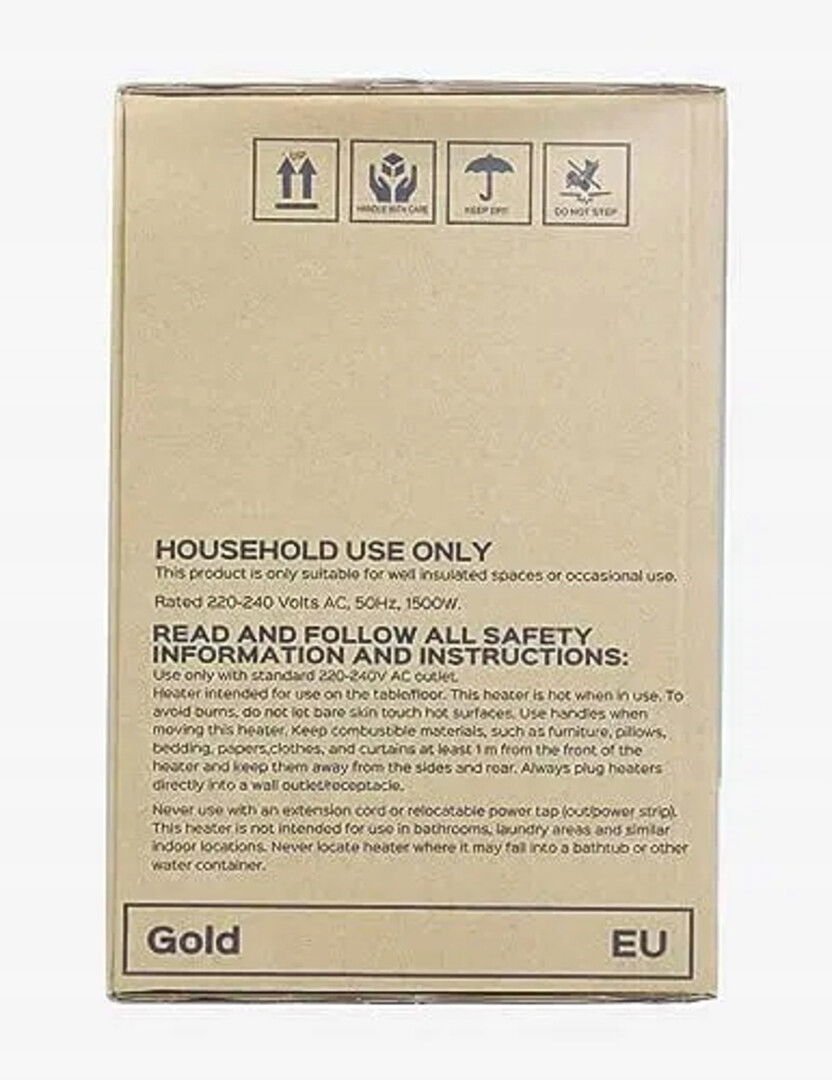 UP
HANDLE WITH CARE
KEEP DRY
DO NOT STEP
HOUSEHOLD USE ONLY
This product is only suitable for well insulated spaces or occasional use.
Rated 220-240 Volts AC, 50Hz, 1500W.
READ AND FOLLOW ALL SAFETY
INFORMATION AND INSTRUCTIONS:
Use only with standard 220-240V AC outlet.
Heater intended for use on the table/floor. This heater is hot when in use. To
avoid burns, do not let bare skin touch hot surfaces. Use handles when
moving this heater. Keep combustible materials, such as furniture, pillows,
bedding, papers,clothes, and curtains at least 1 m from the front of the
heater and keep them away from the sides and rear. Always plug heaters
directly into a wall outlet/receptacle.
Never use with an extension cord or relocatable power tap (out/power strip).
This heater is not intended for use in bathrooms, laundry areas and similar
indoor locations. Never locate heater where it may fall into a bathtub or other
water container.
Gold
EU